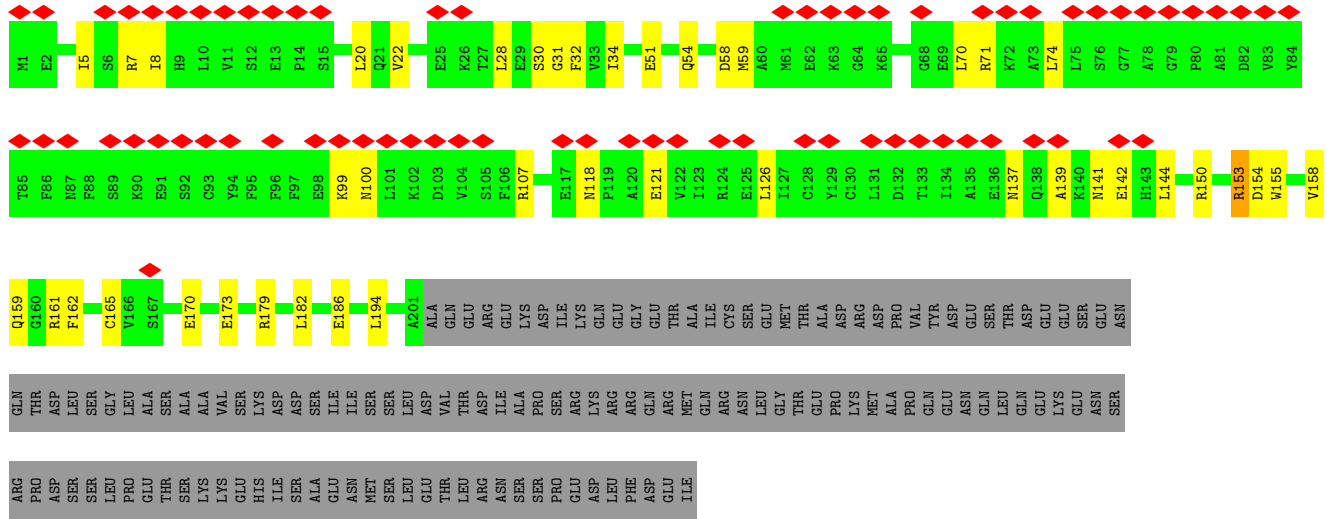 M1 E2 I5 S6 R7 I8 H9 L10 V11 S12 E13 P14 S15 L20 Q21 V22 E25 K26 T27 L28 E29 S30 G31 F32 V33 I34 E51 Q54 D58 M59 A60 M61 E62 K63 G64 K65 G68 E69 L70 R71 K72 A73 L74 L75 S76 G77 A78 G79 P80 A81 D82 V83 Y84
T85 F86 N87 F88 S89 K90 E91 S92 C93 Y94 F95 F96 F97 E98 K99 N100 L101 K102 D103 V104 S105 F106 R107 E117 N118 P119 A120 E121 V122 I123 R124 E125 L126 I127 C128 Y129 C130 L131 D132 T133 I134 A135 E136 N137 Q138 A139 K140 N141 E142 H143 L144 R150 R153 D154 W155 V158
Q159 G160 R161 F162 C165 V166 S167 E170 E173 R179 L182 E186 L194 A201 ALA GLN GLU ARG GLU LYS ASP ILE LYS GLN GLU GLY GLU THR ALA ILE CYS SER GLU MET THR ALA ASP ARG ASP PRO VAL TYR ASP GLU SER THR ASP GLU GLU SER GLU ASN
GLN THR ASP LEU SER GLY LEU ALA SER ALA ALA VAL SER LYS ASP ASP SER ILE ILE SER SER LEU ASP VAL THR ASP ILE ALA PRO SER ARG LYS ARG ARG GLN ARG MET GLN ARG ASN LEU GLY THR GLU PRO LYS MET ALA PRO GLN GLU ASN GLN LEU GLN GLU LYS GLU ASN SER
ARG PRO ASP SER SER LEU PRO GLU THR SER LYS LYS GLU HIS ILE SER ALA GLU ASN MET SER LEU GLU THR LEU ARG ASN SER SER PRO GLU ASP LEU PHE ASP GLU ILE